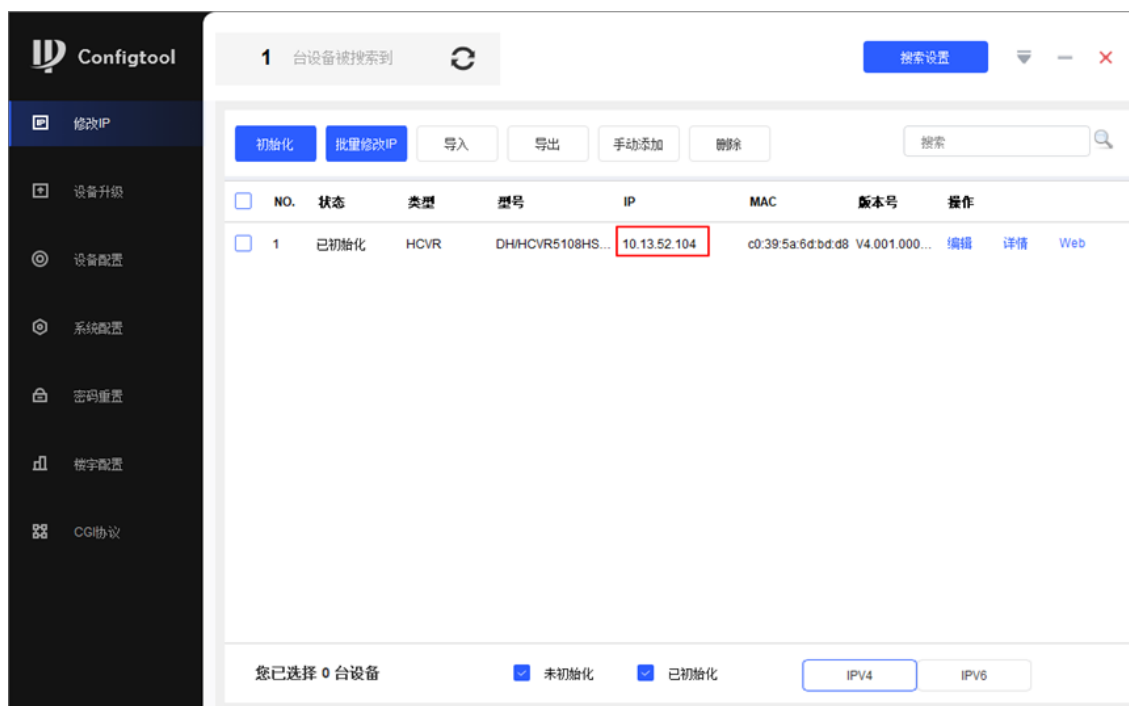 Configtool
1 台设备被搜索到
搜索设置
修改IP
设备升级
设备配置
系统配置
密码重置
楼宇配置
CGI协议
初始化 批量修改IP 导入 导出 手动添加 删除 搜索
NO. 状态 类型 型号 IP MAC 版本号 操作
1 已初始化 HCVR DH/HCVR5108HS... 10.13.52.104 c0:39:5a:6d:bd:d8 V4.001.000... 编辑 详情 Web
您已选择 0 台设备 未初始化 已初始化 IPV4 IPV6